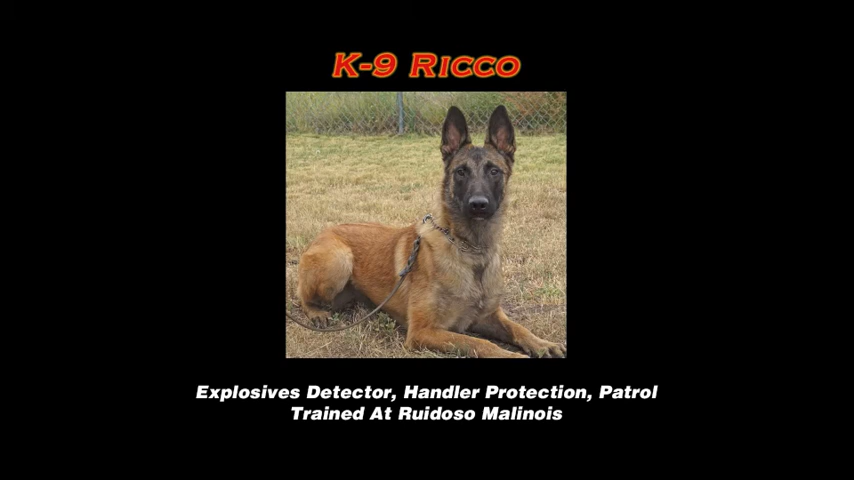 K-9 Ricco
Explosives Detector, Handler Protection, Patrol
Trained At Ruidoso Malinois